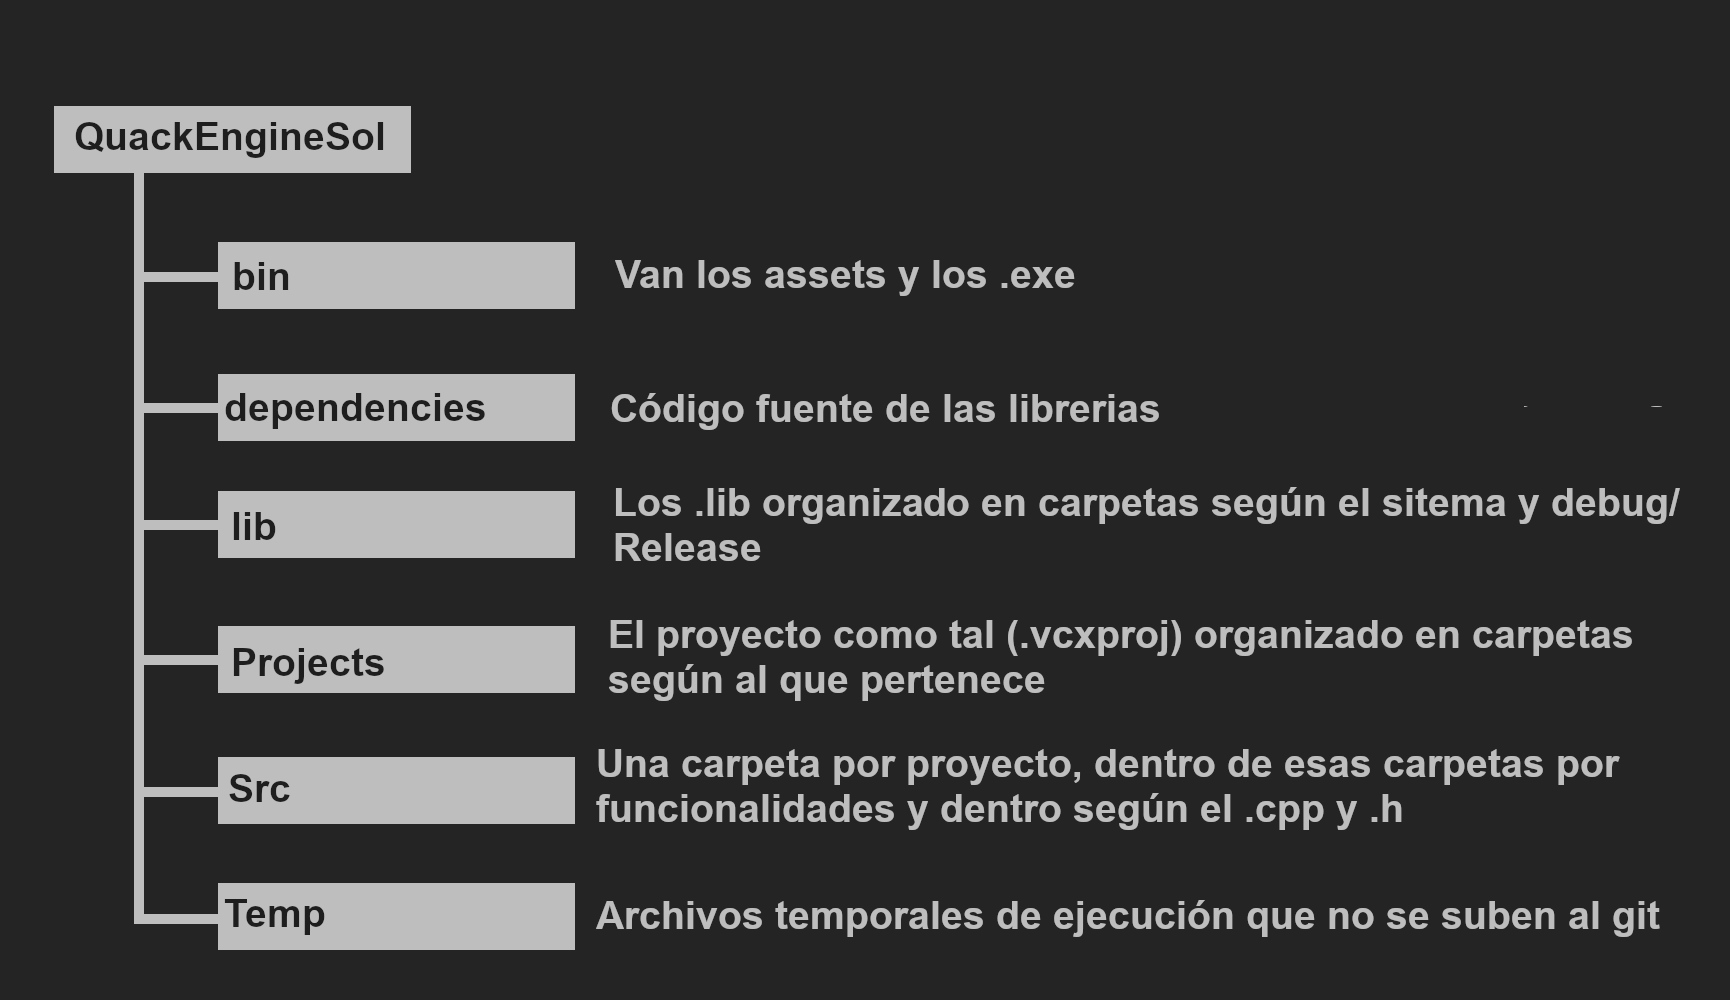 QuackEngineSol
bin
Van los assets y los .exe
dependencies
Código fuente de las librerias
lib
Los .lib organizado en carpetas según el sitema y debug/
Release
Projects
El proyecto como tal (.vcxproj) organizado en carpetas
según al que pertenece
Src
Una carpeta por proyecto, dentro de esas carpetas por
funcionalidades y dentro según el .cpp y .h
Temp
Archivos temporales de ejecución que no se suben al git